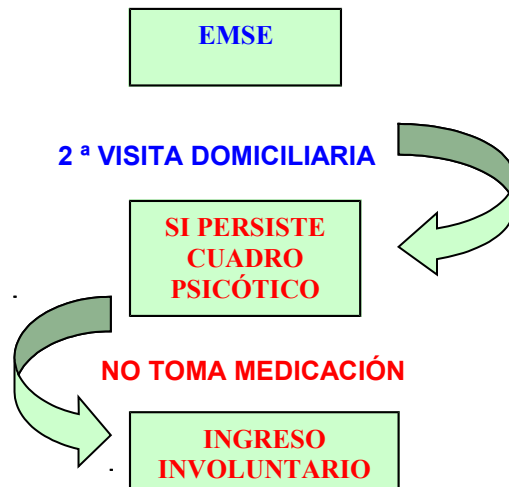 EMSE
2 ª VISITA DOMICILIARIA
SI PERSISTE
CUADRO
PSICÓTICO
NO TOMA MEDICACIÓN
INGRESO
INVOLUNTARIO